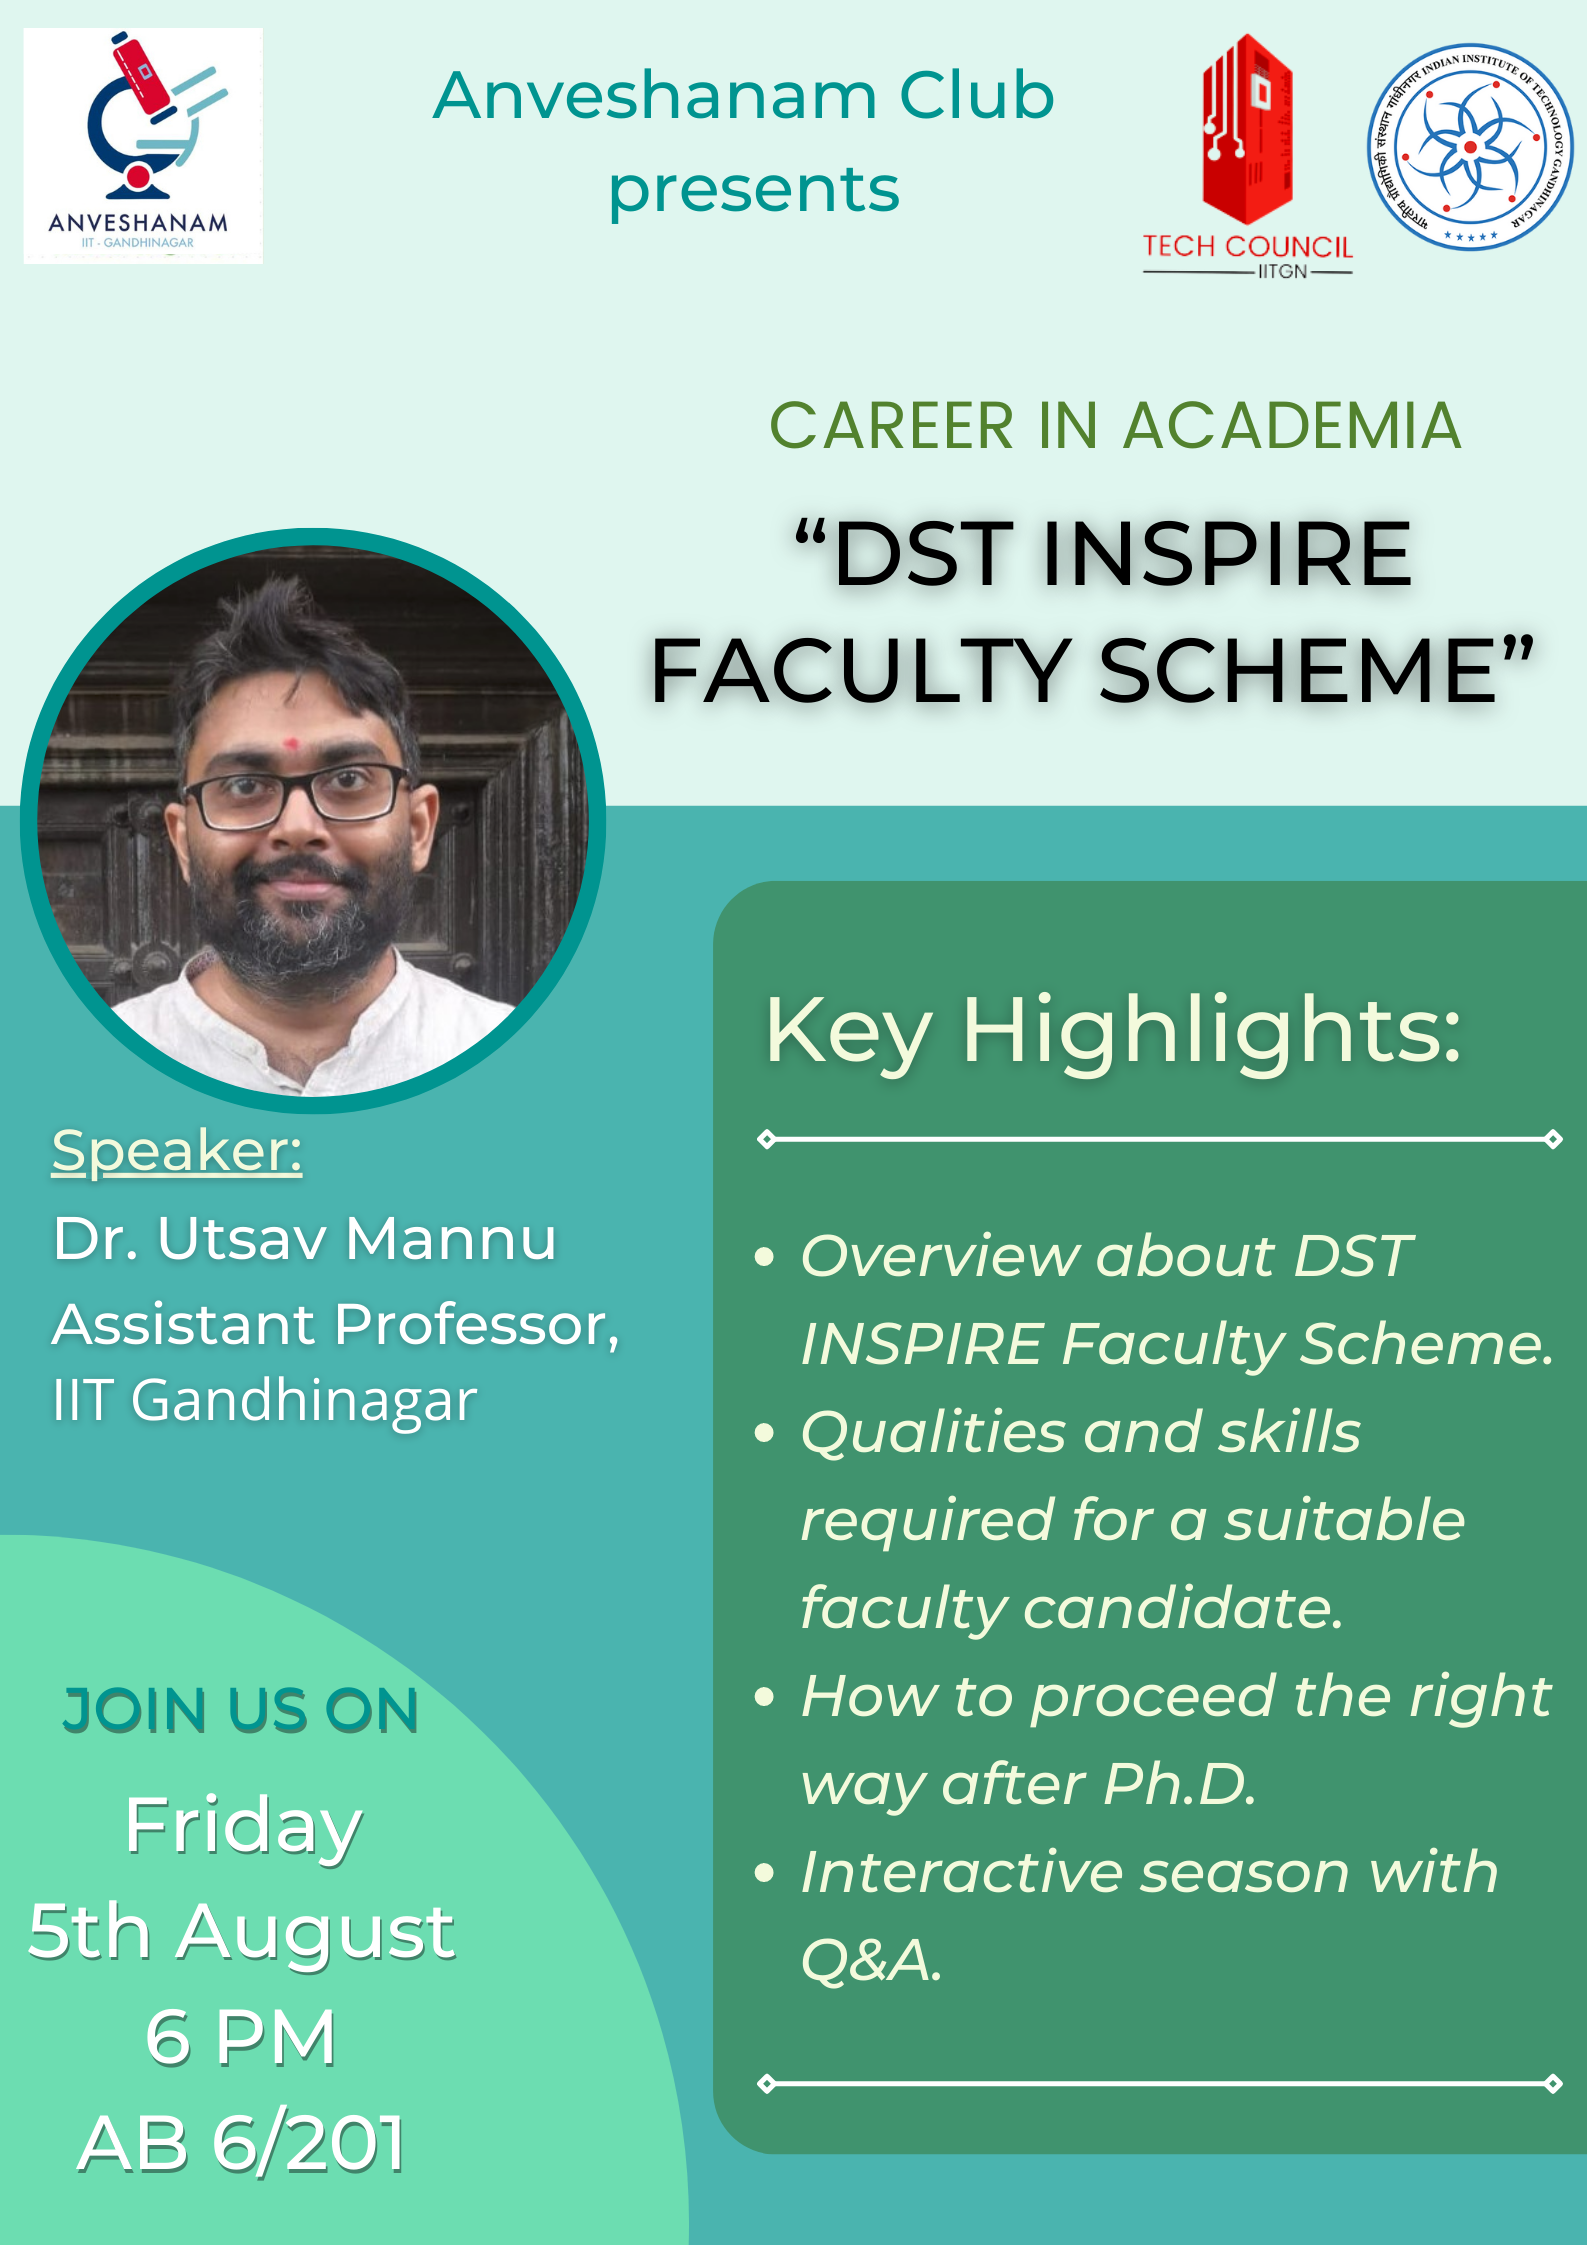 ANVESHANAM
IIT - GANDHINAGAR
Anveshanam Club
presents
TECH COUNCIL
IITGN
भारतीय प्रौद्योगिकी संस्थान गांधीनगर
INDIAN INSTITUTE OF TECHNOLOGY GANDHINAGAR
CAREER IN ACADEMIA
“DST INSPIRE
FACULTY SCHEME”
Speaker:
Dr. Utsav Mannu
Assistant Professor,
IIT Gandhinagar
JOIN US ON
Friday
5th August
6 PM
AB 6/201
Key Highlights:
• Overview about DST
INSPIRE Faculty Scheme.
• Qualities and skills
required for a suitable
faculty candidate.
• How to proceed the right
way after Ph.D.
• Interactive season with
Q&A.